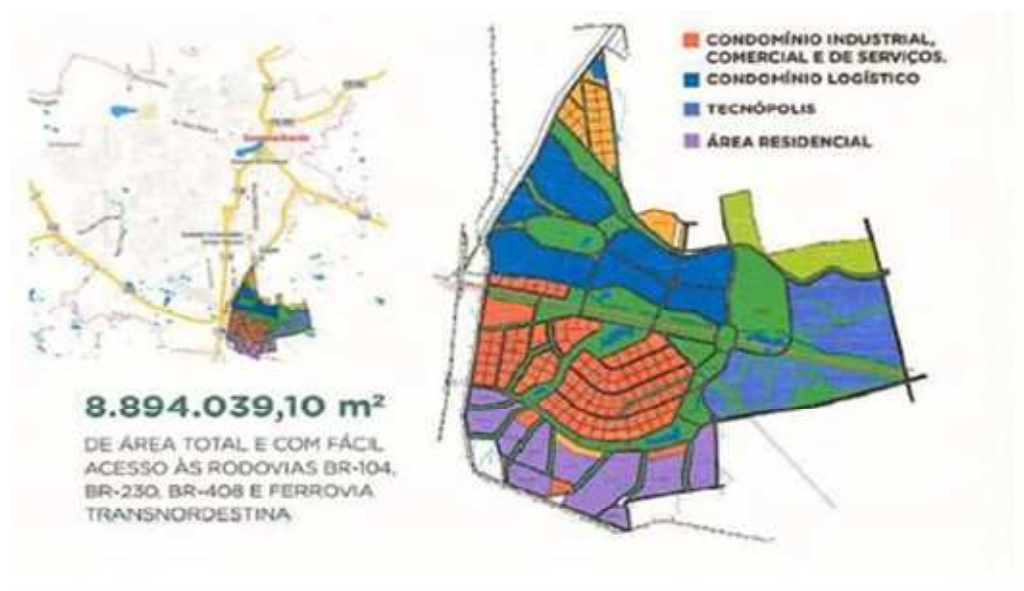 CONDOMÍNIO INDUSTRIAL,
COMERCIAL E DE SERVIÇOS.
CONDOMÍNIO LOGÍSTICO
TECNÓPOLIS
ÁREA RESIDENCIAL
8.894.039,10 m²
DE ÁREA TOTAL E COM FÁCIL
ACESSO ÀS RODOVIAS BR-104,
BR-230, BR-408 E FERROVIA
TRANSNORDESTINA